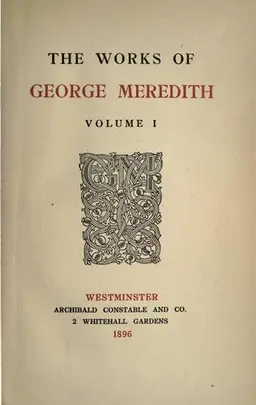 THE WORKS OF
GEORGE MEREDITH
VOLUME I
WESTMINSTER
ARCHIBALD CONSTABLE AND CO.
2 WHITEHALL GARDENS
1896